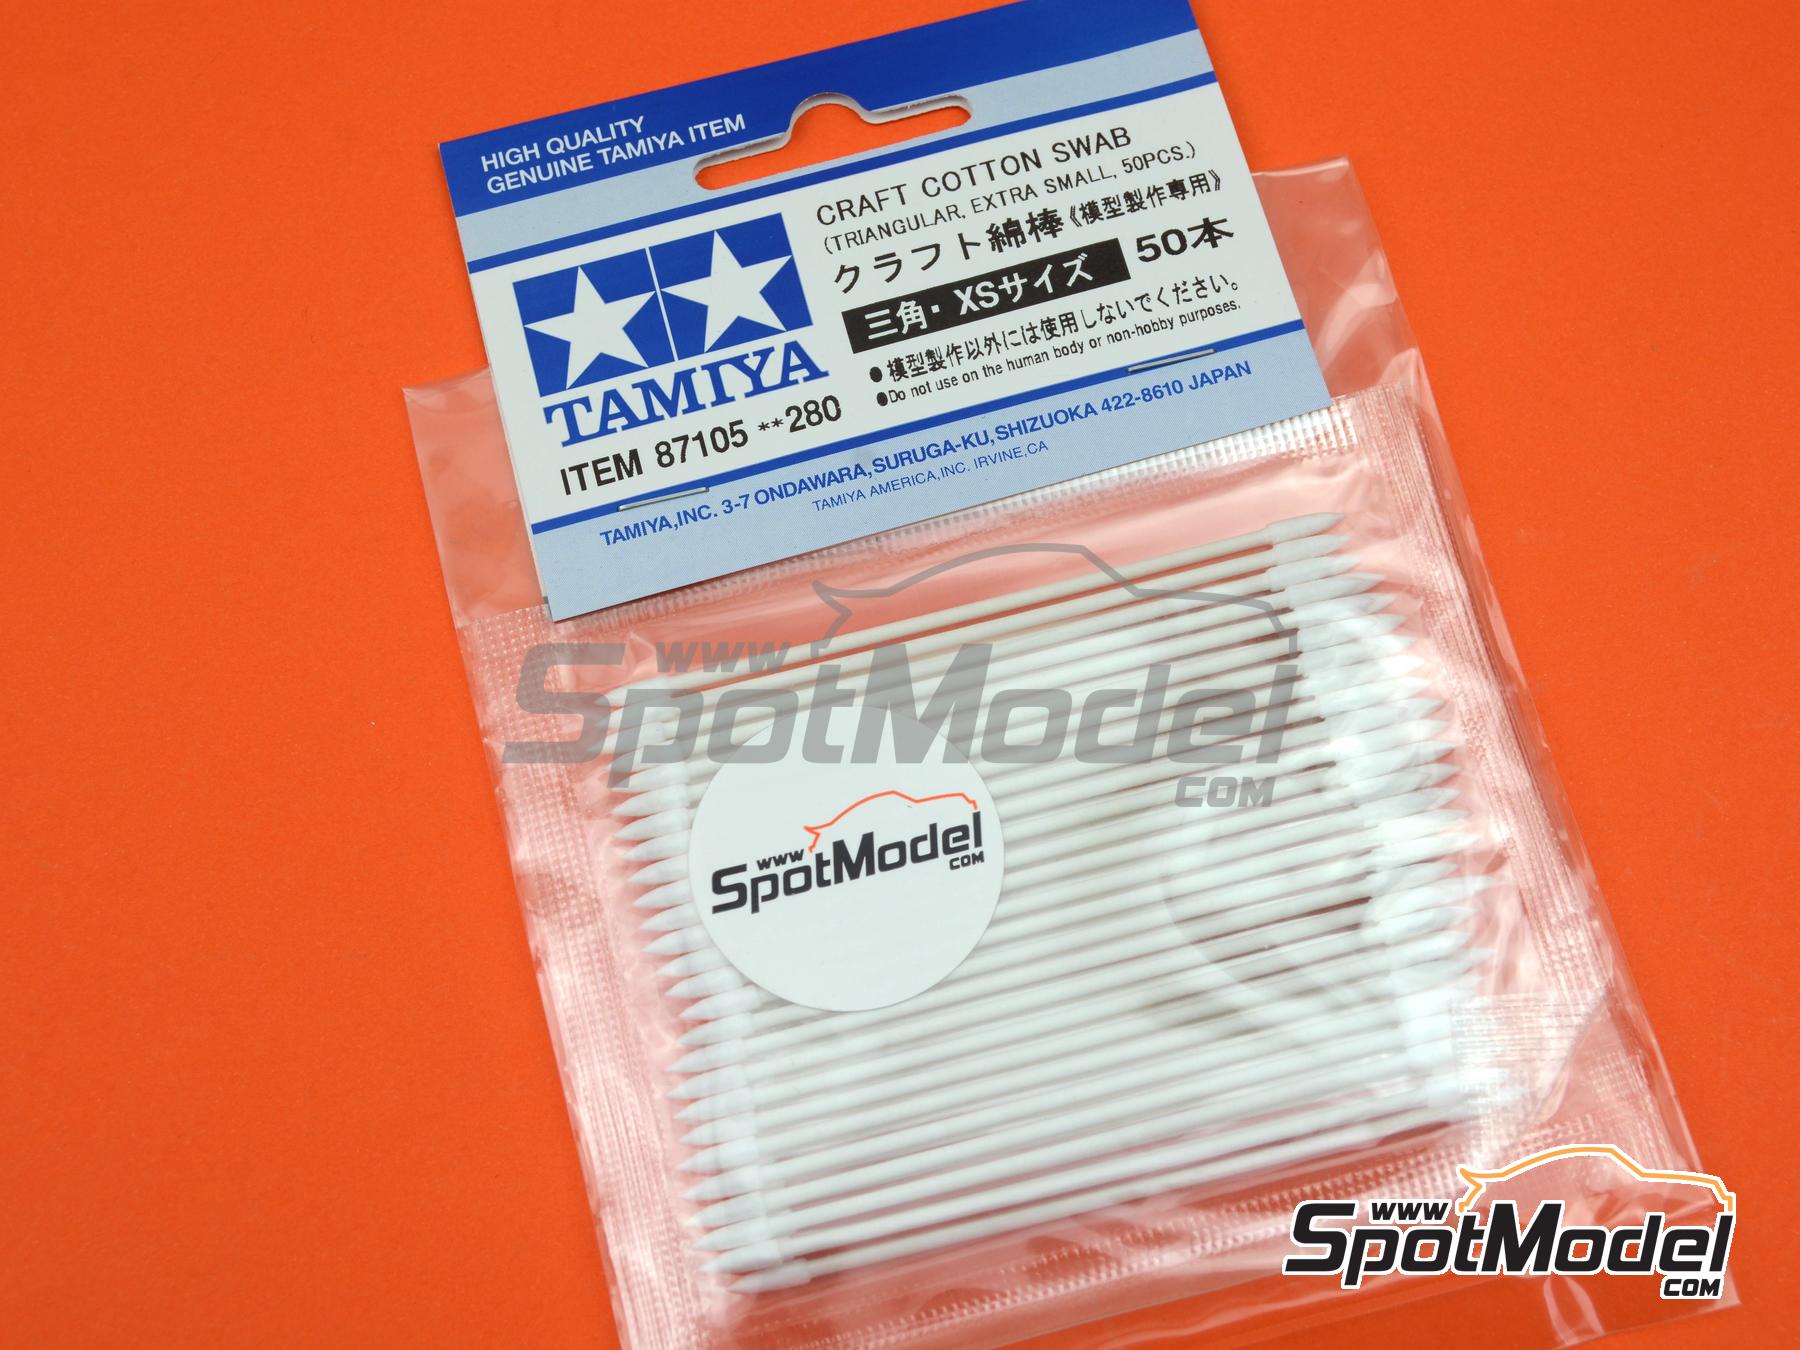 HIGH QUALITY
GENUINE TAMIYA ITEM
CRAFT COTTON SWAB
(TRIANGULAR, EXTRA SMALL, 50PCS.)
クラフト綿棒《模型製作専用》
三角・XSサイズ 50本
●模型製作以外には使用しないでください。
●Do not use on the human body or non-hobby purposes.
TAMIYA
ITEM 87105 **280
TAMIYA,INC. 3-7 ONDAWARA,SURUGA-KU,SHIZUOKA 422-8610 JAPAN
TAMIYA AMERICA,INC. IRVINE,CA
www
SpotModel
.COM
www
SpotModel
.COM
www
SpotModel
.COM